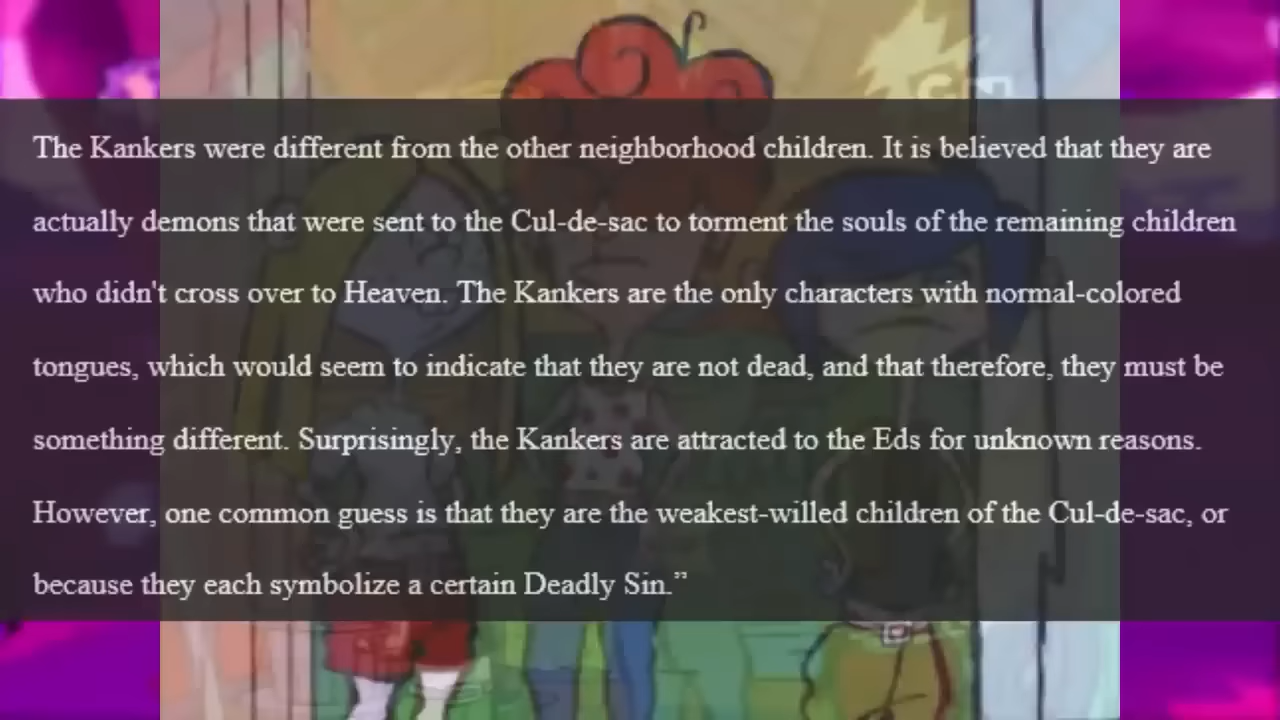 The Kankers were different from the other neighborhood children. It is believed that they are
actually demons that were sent to the Cul-de-sac to torment the souls of the remaining children
who didn't cross over to Heaven. The Kankers are the only characters with normal-colored
tongues, which would seem to indicate that they are not dead, and that therefore, they must be
something different. Surprisingly, the Kankers are attracted to the Eds for unknown reasons.
However, one common guess is that they are the weakest-willed children of the Cul-de-sac, or
because they each symbolize a certain Deadly Sin.”